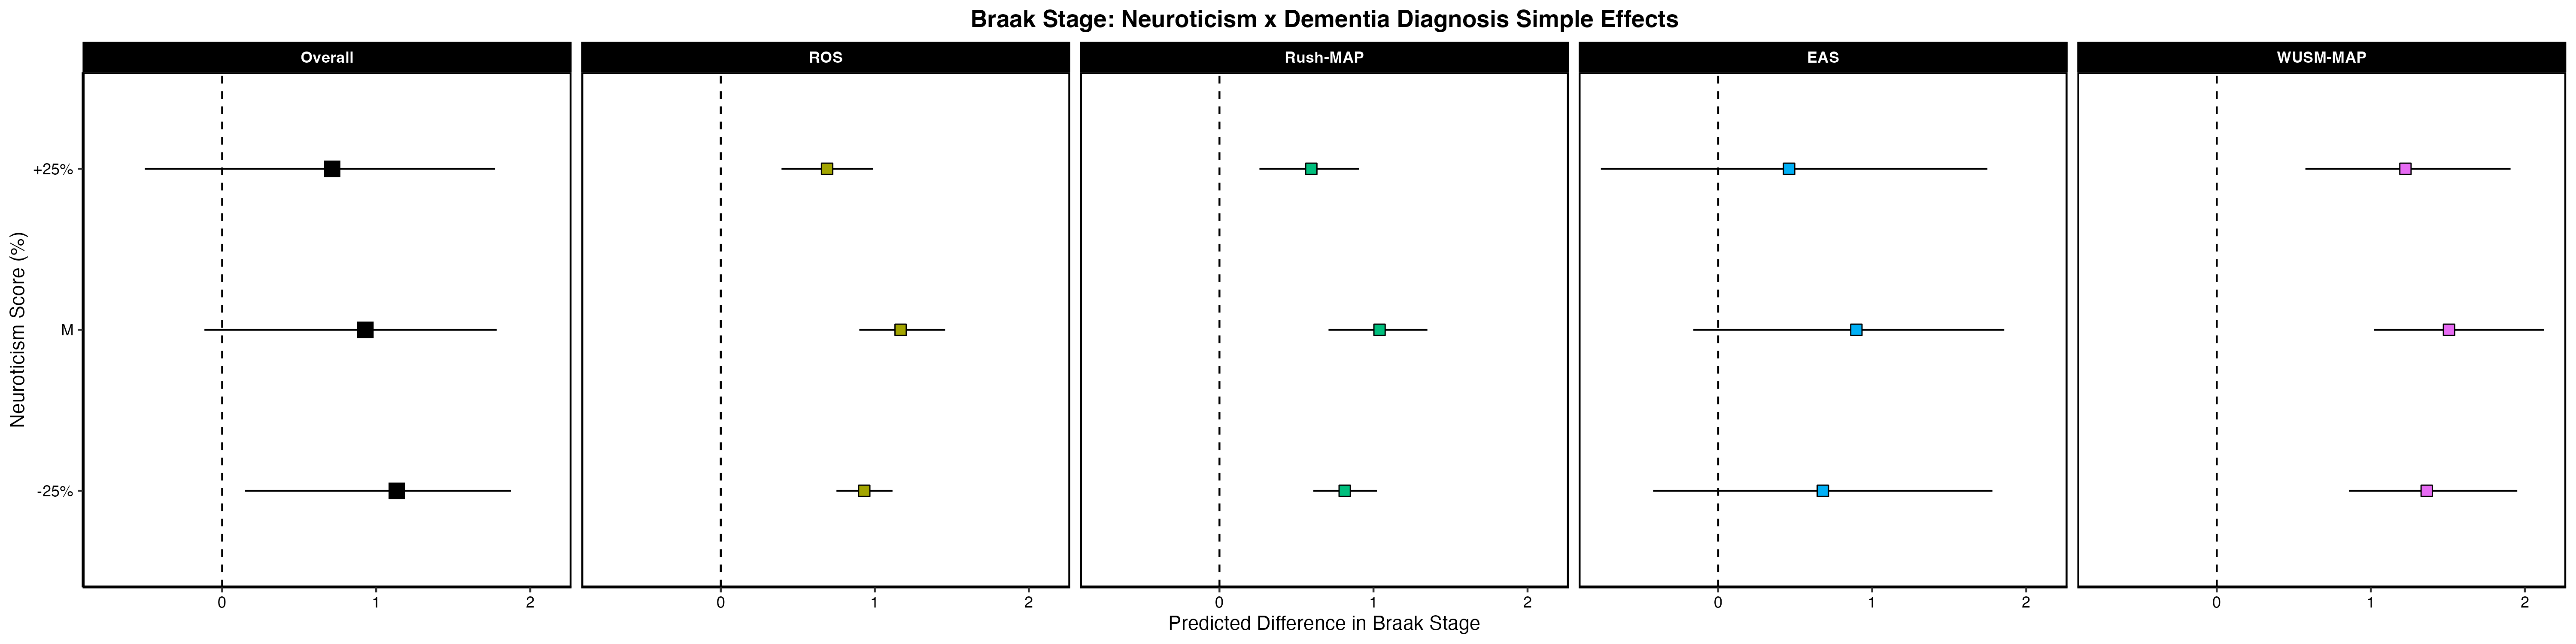 Braak Stage: Neuroticism x Dementia Diagnosis Simple Effects
Overall
ROS
Rush-MAP
EAS
WUSM-MAP
Neuroticism Score (%)
+25%
M
-25%
0 1 2
0 1 2
0 1 2
0 1 2
0 1 2
Predicted Difference in Braak Stage